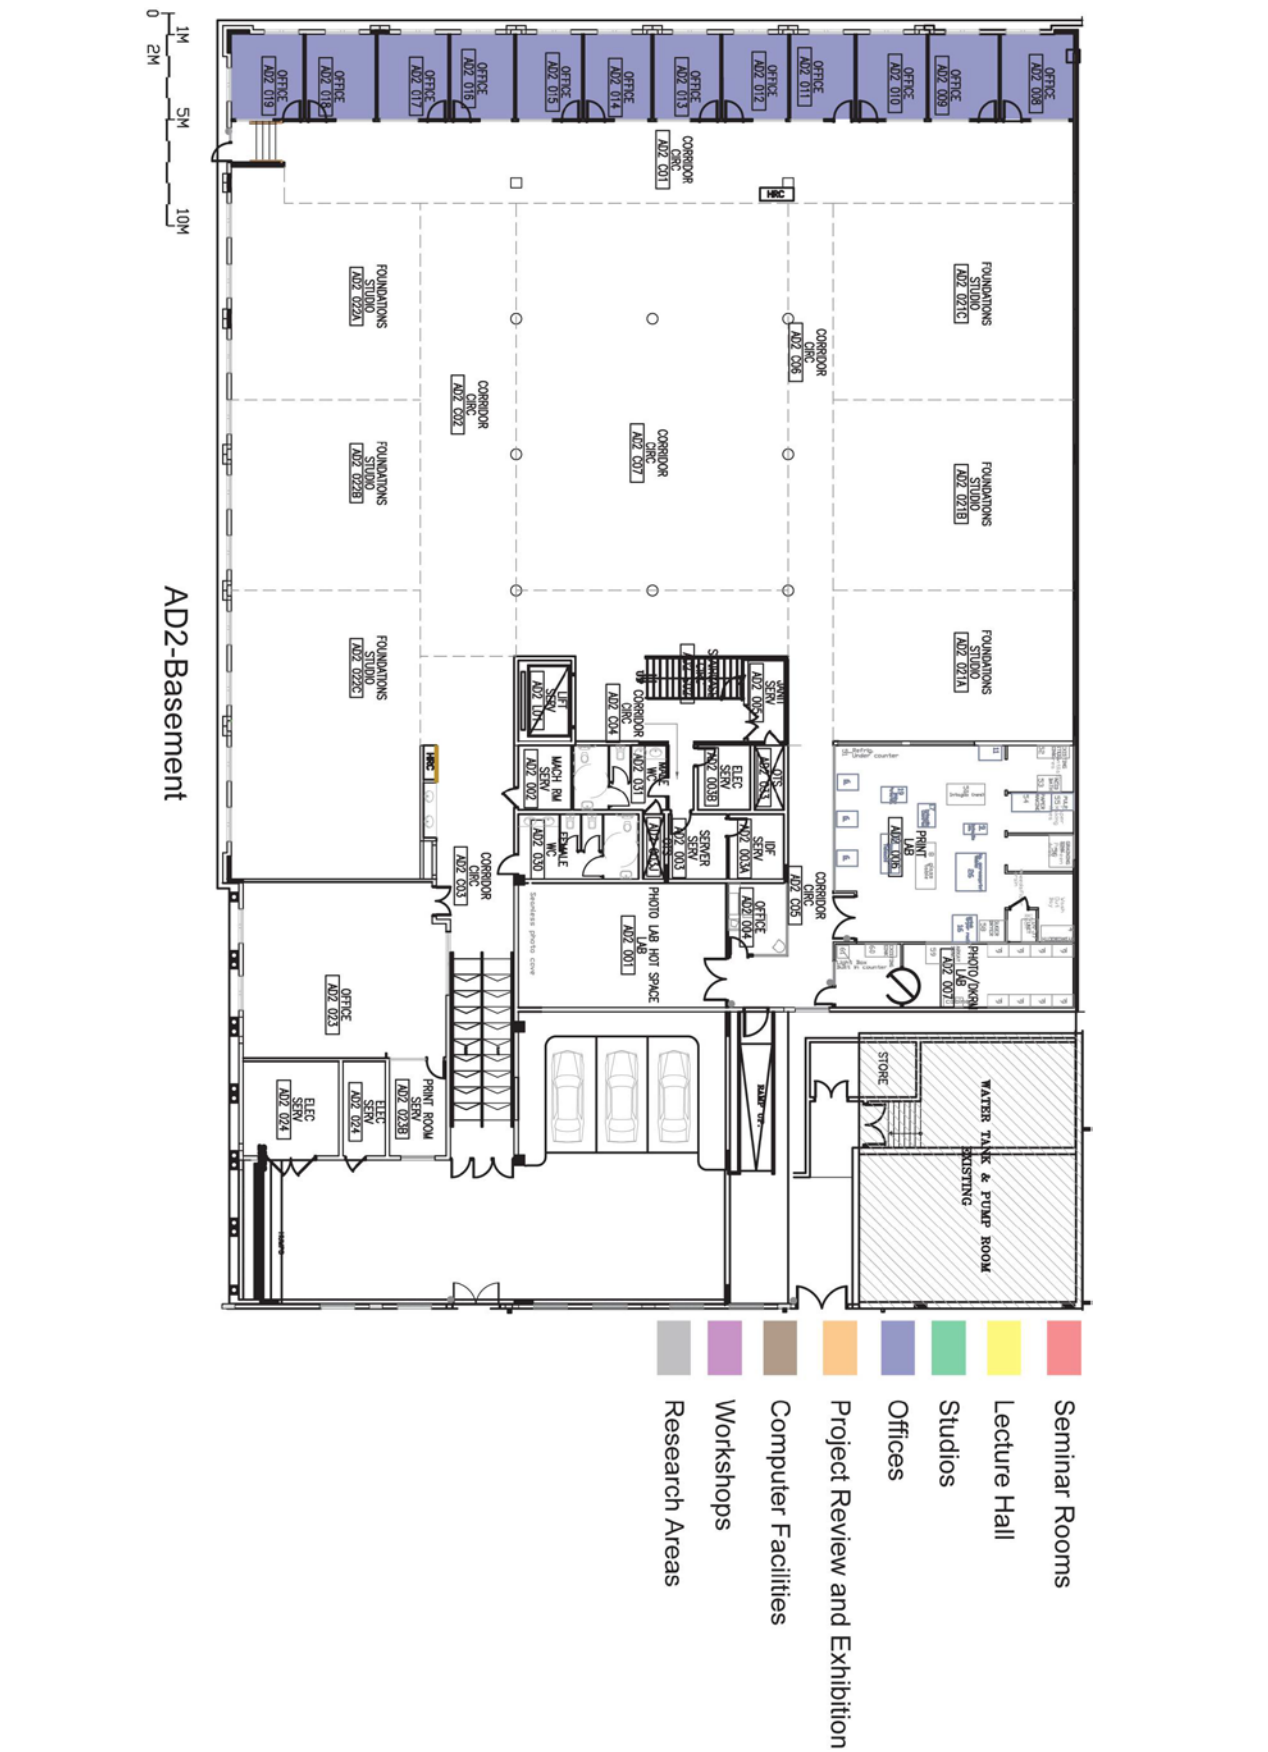 0 1M
2M
5M
10M
AD2-Basement
OFFICE
AD2 019
OFFICE
AD2 018
OFFICE
AD2 017
OFFICE
AD2 016
OFFICE
AD2 015
OFFICE
AD2 014
OFFICE
AD2 013
OFFICE
AD2 012
OFFICE
AD2 011
OFFICE
AD2 010
OFFICE
AD2 009
OFFICE
AD2 008
CORRIDOR
CIRC
AD2 C01
HRC
FOUNDATIONS
STUDIO
AD2 022A
FOUNDATIONS
STUDIO
AD2 022B
FOUNDATIONS
STUDIO
AD2 022C
CORRIDOR
CIRC
AD2 C02
CORRIDOR
CIRC
AD2 C07
CORRIDOR
CIRC
AD2 C06
FOUNDATIONS
STUDIO
AD2 021C
FOUNDATIONS
STUDIO
AD2 021B
FOUNDATIONS
STUDIO
AD2 021A
LIFT
SERV
AD2 L01
CORRIDOR
CIRC
AD2 C04
UP
JANIT
SERV
AD2 005
HRC
MACH RM
SERV
AD2 002
MALE
WC
AD2 031
ELEC
SERV
AD2 003B
OTS
FEMALE
WC
AD2 030
SERVER
SERV
AD2 003
IDF
SERV
AD2 003A
CORRIDOR
CIRC
AD2 C03
PHOTO LAB HOT SPACE
LAB
AD2 001
Seamless photo cove
OFFICE
AD2 004
CORRIDOR
CIRC
AD2 C05
PRINT
LAB
AD2 006
PHOTO/DKRM
LAB
AD2 007
OFFICE
AD2 023
PRINT ROOM
SERV
AD2 023B
ELEC
SERV
AD2 024
ELEC
SERV
AD2 024
RAMP UP.
STORE
WATER TANK & PUMP ROOM
EXISTING
Seminar Rooms
Lecture Hall
Studios
Offices
Project Review and Exhibition
Computer Facilities
Workshops
Research Areas